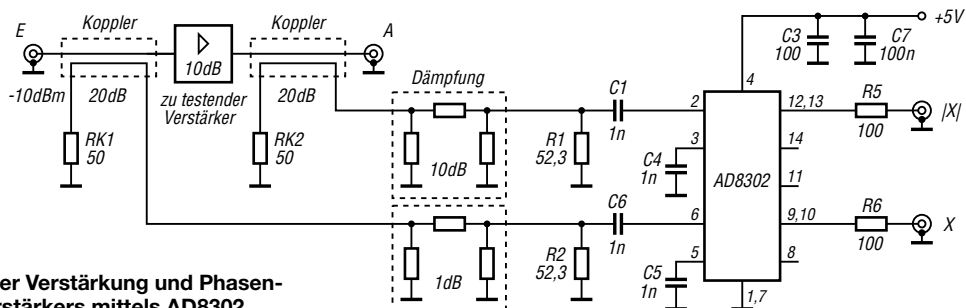 Koppler
Koppler
E
A
+5V
10dB
C3
100
C7
100n
-10dBm
20dB
zu testender
Verstärker
20dB
Dämpfung
RK1
50
RK2
50
10dB
R1
52,3
C1
1n
2
4
12,13
R5
100
|X|
3
C4
1n
AD8302
14
11
C6
1n
6
9,10
R6
100
X
1dB
R2
52,3
5
C5
1n
8
1,7
er Verstärkung und Phasen-
rstärkers mittels AD8302